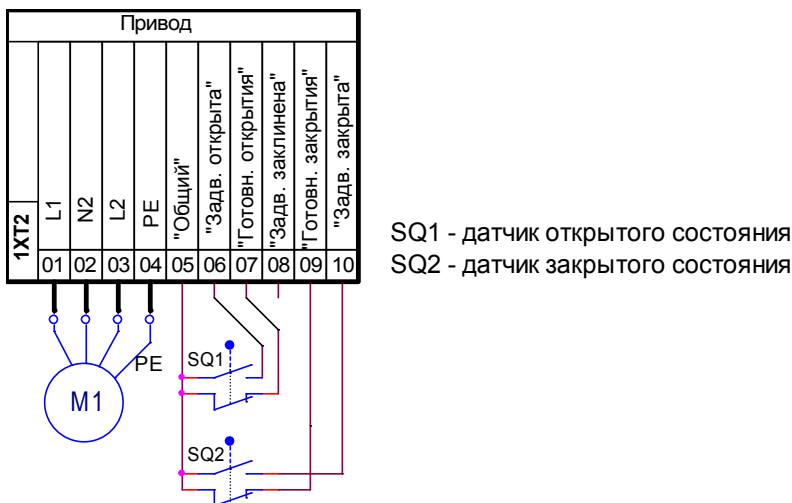 Привод
1XT2
L1
N2
L2
PE
"Общий"
"Задв. открыта"
"Готовн. открытия"
"Задв. заклинена"
"Готовн. закрытия"
"Задв. закрыта"
01 02 03 04 05 06 07 08 09 10
SQ1 - датчик открытого состояния
SQ2 - датчик закрытого состояния
PE
SQ1
M1
SQ2